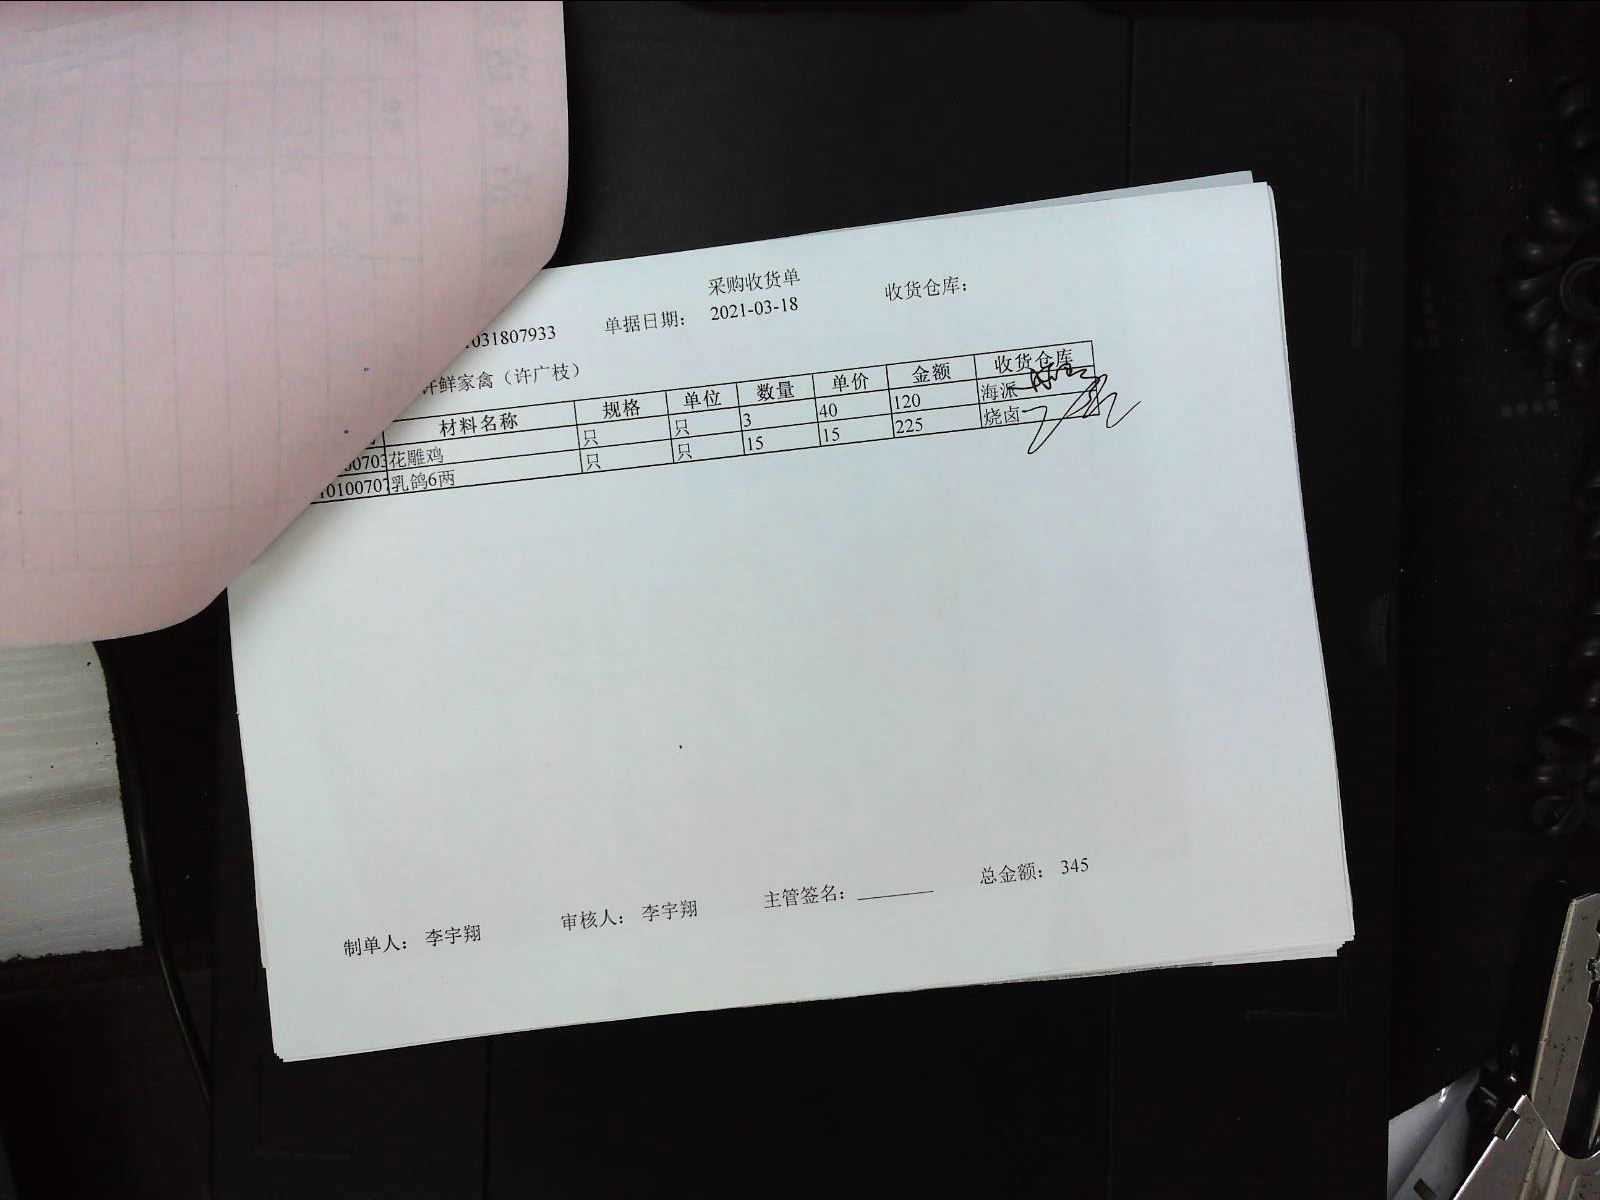 采购收货单
031807933 单据日期： 2021-03-18 收货仓库：
许鲜家禽（许广枝）
材料名称 规格 单位 数量 单价 金额 收货仓库
00703 花雕鸡 只 只 3 40 120 海派
10100707 乳鸽6两 只 只 15 15 225 烧卤
制单人： 李宇翔 审核人： 李宇翔 主管签名： 总金额： 345